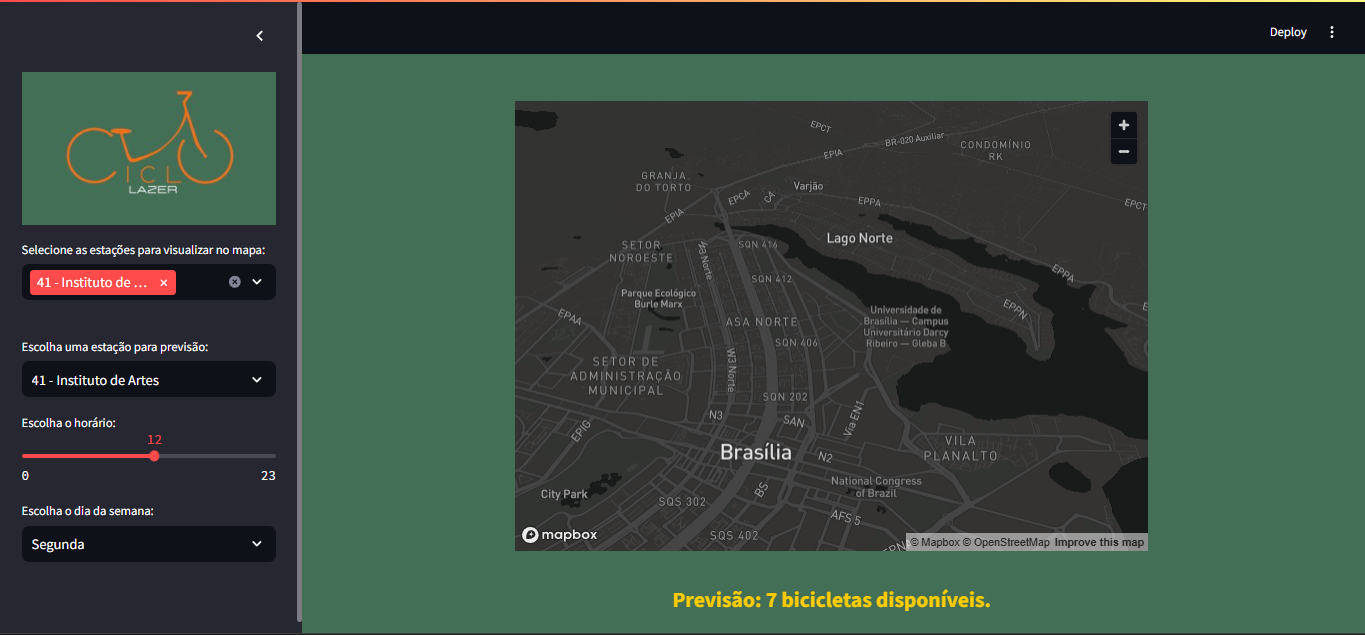 Deploy
CICLO
LAZER
Selecione as estações para visualizar no mapa:
41 - Instituto de ...
Escolha uma estação para previsão:
41 - Instituto de Artes
Escolha o horário:
12
0
23
Escolha o dia da semana:
Segunda
EPCT
BR-020 Auxiliar
EPIA
CONDOMÍNIO
RK
GRANJA
DO TORTO
Varjão
EPCA
CA
EPPA
EPCT
EPIA
SETOR
NOROESTE
W3 Norte
SQN 416
Lago Norte
SQN 412
EPPA
Parque Ecológico
Burle Marx
EPAA
ASA NORTE
Universidade de
Brasília — Campus
Universitário Darcy
Ribeiro — Gleba B
EPPN
SQN 406
SETOR DE
ADMINISTRAÇÃO
MUNICIPAL
W3 Norte
SQN 202
N3
SAN
Via EN1
EPIG
Brasília
N2
VILA
PLANALTO
City Park
SQS 302
BS
National Congress
of Brazil
AFS 5
SQS 402
mapbox
© Mapbox © OpenStreetMap Improve this map
Previsão: 7 bicicletas disponíveis.